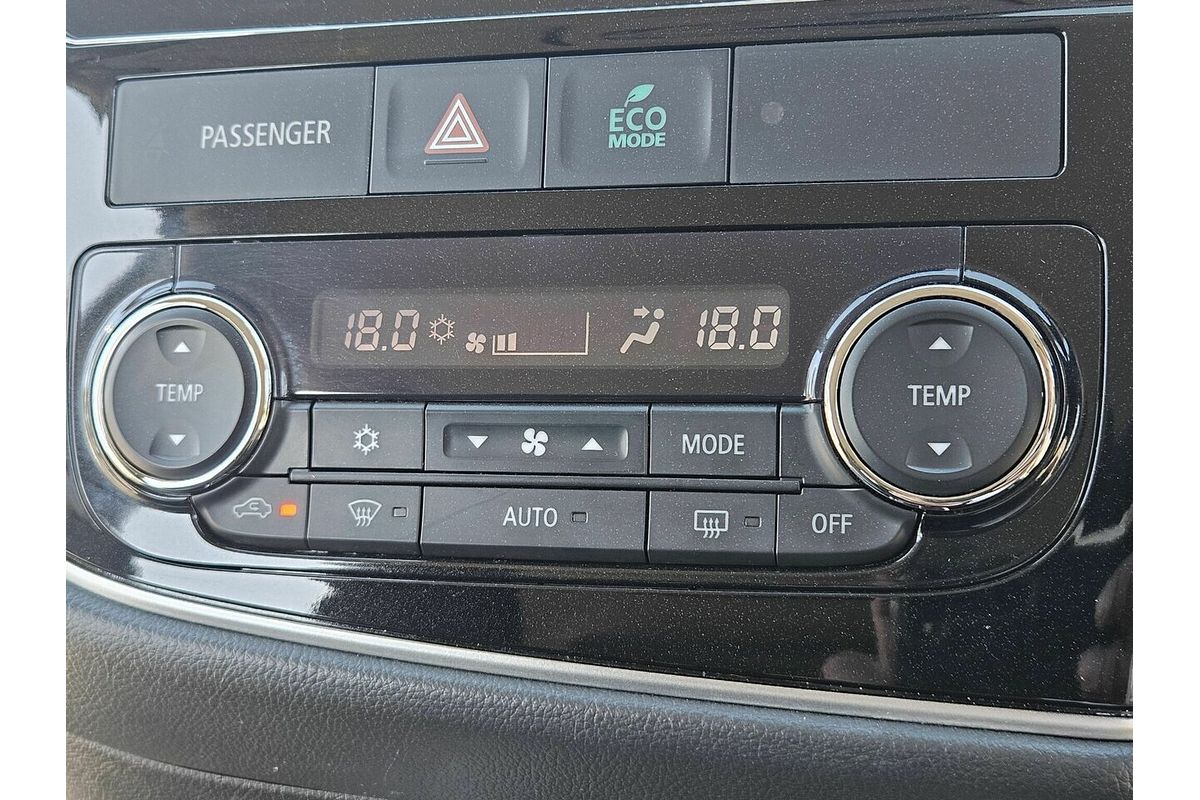 PASSENGER
ECO
MODE
18.0 18.0
TEMP
TEMP
MODE
AUTO
OFF